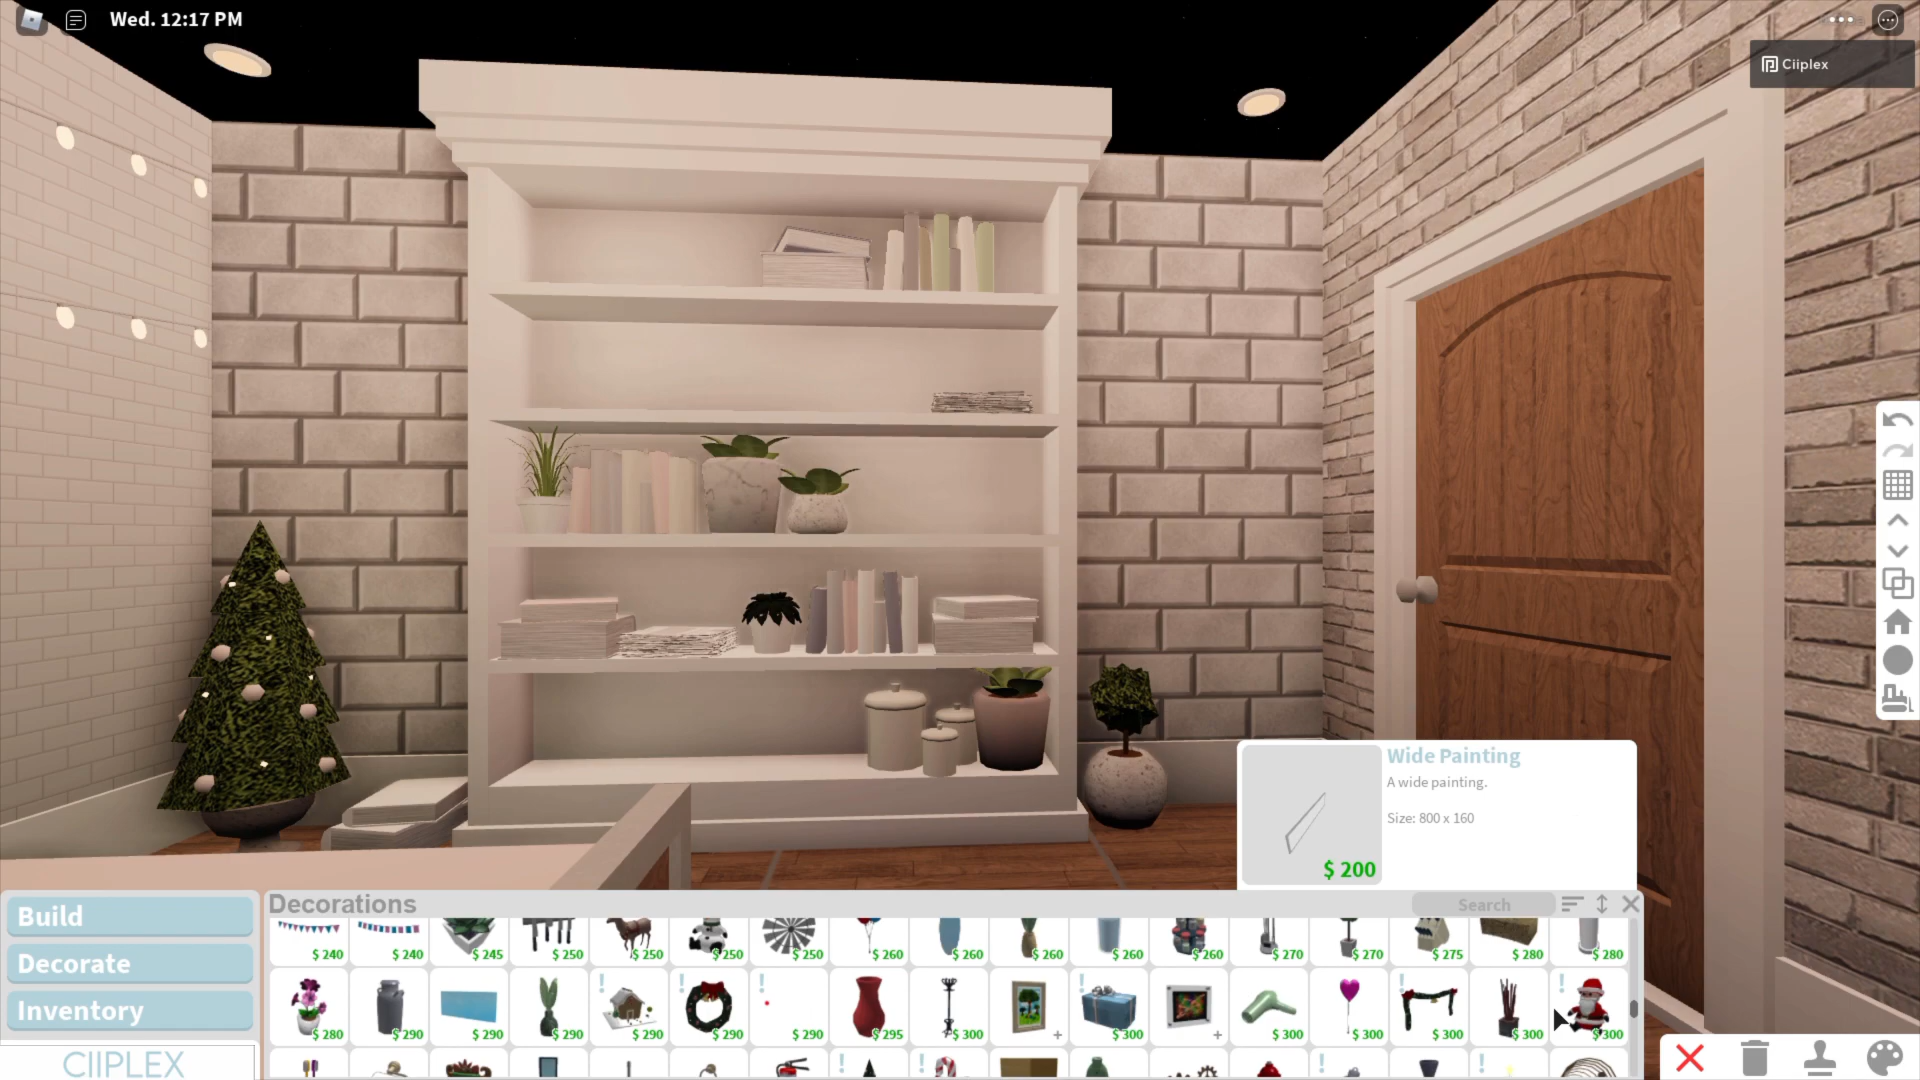 Wed. 12:17 PM
Ciiplex
Wide Painting
A wide painting.
Size: 800 x 160
$ 200
Build
Decorate
Inventory
CIIPLEX
Decorations
Search
$ 240 $ 240 $ 245 $ 250 $ 250 $ 250 $ 250 $ 260 $ 260 $ 260 $ 260 $ 260 $ 270 $ 270 $ 275 $ 280 $ 280
$ 280 $ 290 $ 290 $ 290 $ 290 $ 290 $ 290 $ 295 $ 300 + $ 300 + $ 300 $ 300 $ 300 $ 300 $ 300